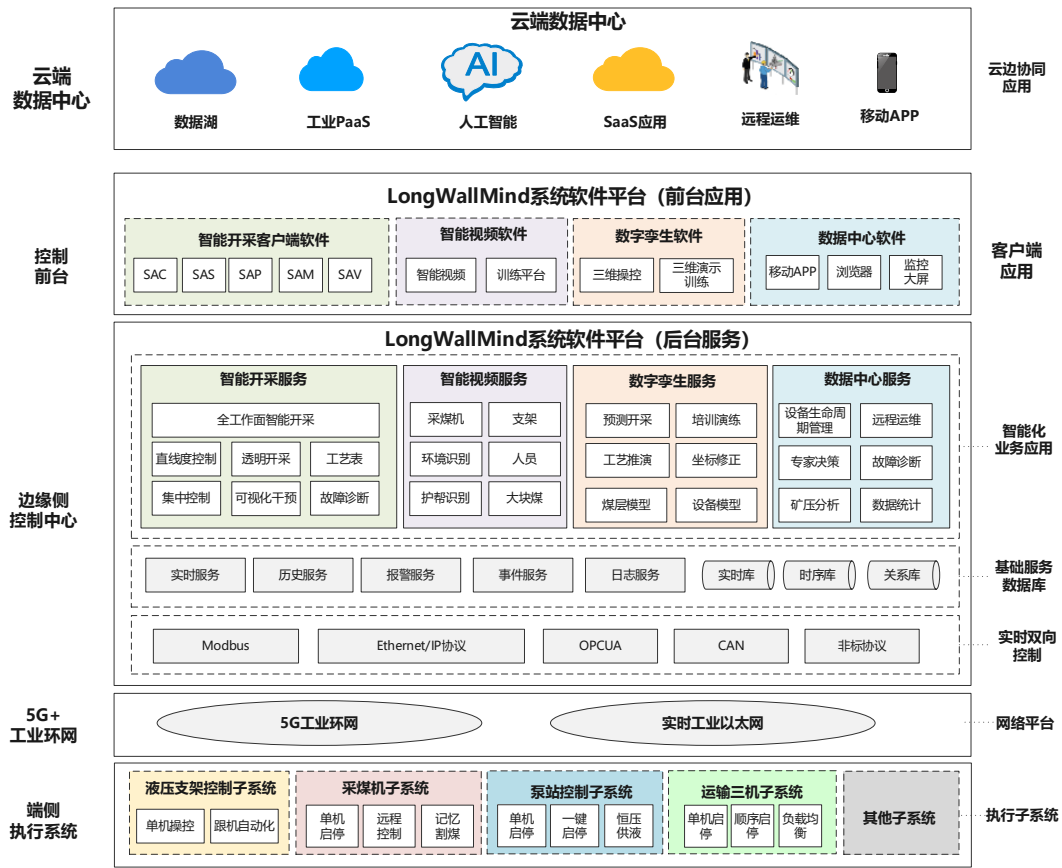 云端数据中心
云端
数据中心
AI
数据湖
工业PaaS
人工智能
SaaS应用
远程运维
移动APP
云边协同
应用
LongWallMind系统软件平台（前台应用）
控制
前台
智能开采客户端软件
SAC
SAS
SAP
SAM
SAV
智能视频软件
智能视频
训练平台
数字孪生软件
三维操控
三维演示
训练
数据中心软件
移动APP
浏览器
监控
大屏
客户端
应用
LongWallMind系统软件平台（后台服务）
边缘侧
控制中心
智能开采服务
全工作面智能开采
直线度控制
透明开采
工艺表
集中控制
可视化干预
故障诊断
智能视频服务
采煤机
支架
环境识别
人员
护帮识别
大块煤
数字孪生服务
预测开采
培训演练
工艺推演
坐标修正
煤层模型
设备模型
数据中心服务
设备生命周
期管理
远程运维
专家决策
故障诊断
矿压分析
数据统计
智能化
业务应用
实时服务
历史服务
报警服务
事件服务
日志服务
实时库
时序库
关系库
基础服务
数据库
Modbus
Ethernet/IP协议
OPCUA
CAN
非标协议
实时双向
控制
5G+
工业环网
5G工业环网
实时工业以太网
网络平台
端侧
执行系统
液压支架控制子系统
单机操控
跟机自动化
采煤机子系统
单机
启停
远程
控制
记忆
割煤
泵站控制子系统
单机
启停
一键
启停
恒压
供液
运输三机子系统
单机启
停
顺序启
停
负载均
衡
其他子系统
执行子系统